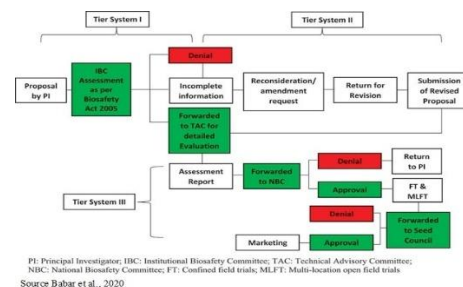 Tier System I
Tier System II
Proposal
by PI
IBC
Assessment
as per
Biosafety
Act 2005
Denial
Incomplete
information
Reconsideration/
amendment
request
Return for
Revision
Submission
of Revised
Proposal
Forwarded
to TAC for
detailed
Evaluation
Tier System III
Assessment
Report
Forwarded
to NBC
Denial
Return
to PI
Approval
FT &
MLFT
Denial
Marketing
Approval
Forwarded
to Seed
Council
PI: Principal Investigator; IBC: Institutional Biosafety Committee; TAC: Technical Advisory Committee;
NBC: National Biosafety Committee; FT: Confined field trials; MLFT: Multi-location open field trials
Source Babar et al., 2020